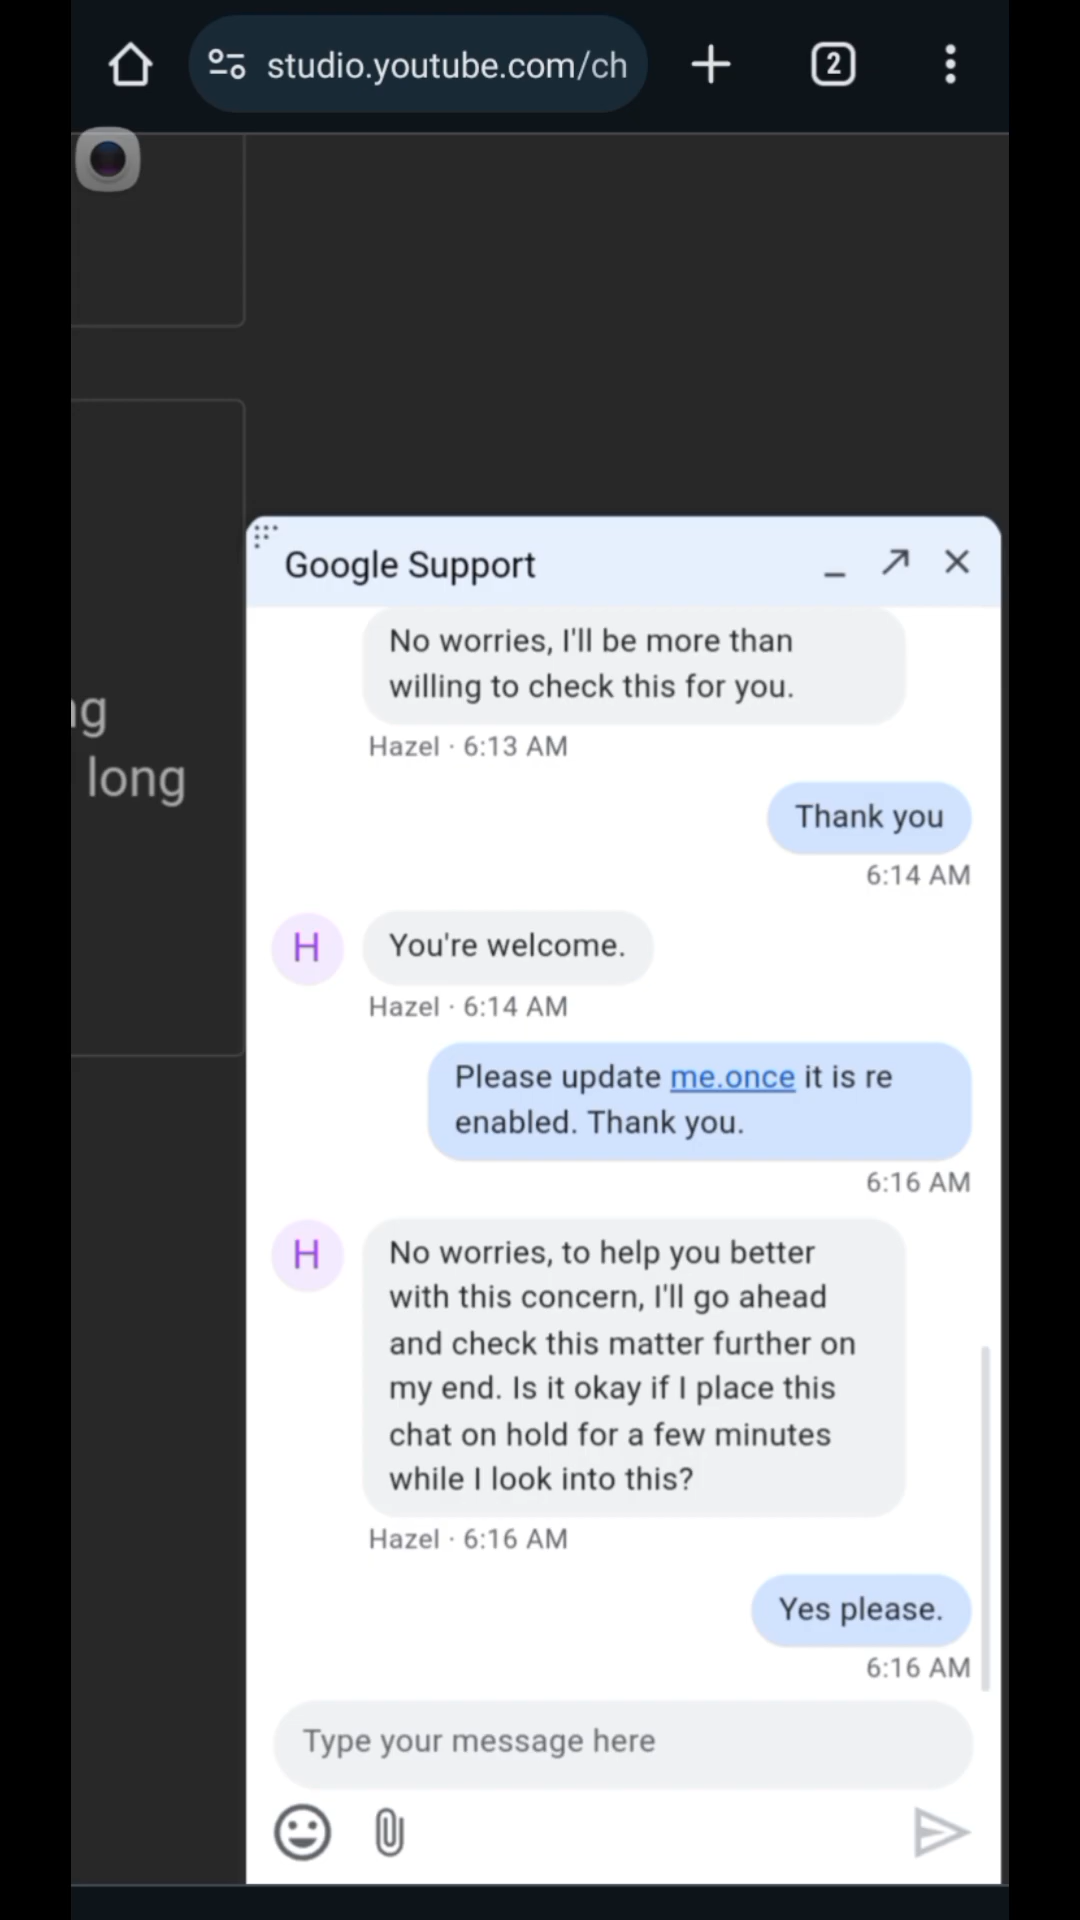 studio.youtube.com/ch
2
long
Google Support
No worries, I'll be more than
willing to check this for you.
Hazel · 6:13 AM
Thank you
6:14 AM
H
You're welcome.
Hazel · 6:14 AM
Please update me.once it is re
enabled. Thank you.
6:16 AM
H
No worries, to help you better
with this concern, I'll go ahead
and check this matter further on
my end. Is it okay if I place this
chat on hold for a few minutes
while I look into this?
Hazel · 6:16 AM
Yes please.
6:16 AM
Type your message here